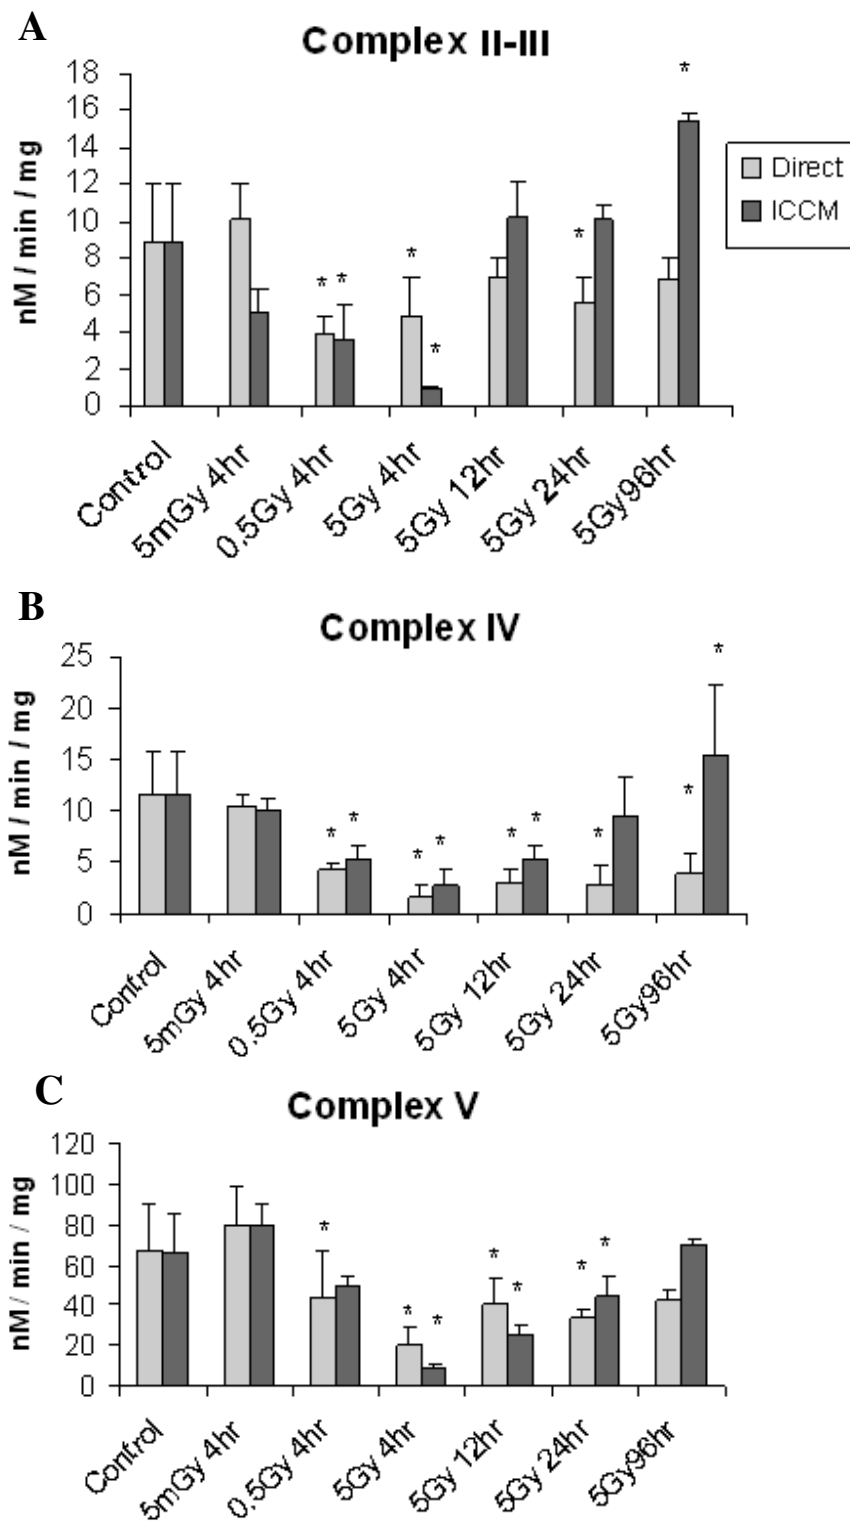 A
Complex II-III
nM / min / mg
18
16
14
12
10
8
6
4
2
0
* * * * * *
Direct
ICCM
Control
5mGy 4hr
0.5Gy 4hr
5Gy 4hr
5Gy 12hr
5Gy 24hr
5Gy96hr
B
Complex IV
nM / min / mg
25
20
15
10
5
0
* * * * * * * * *
Control
5mGy 4hr
0.5Gy 4hr
5Gy 4hr
5Gy 12hr
5Gy 24hr
5Gy96hr
C
Complex V
nM / min / mg
120
100
80
60
40
20
0
* * * * * * *
Control
5mGy 4hr
0.5Gy 4hr
5Gy 4hr
5Gy 12hr
5Gy 24hr
5Gy96hr